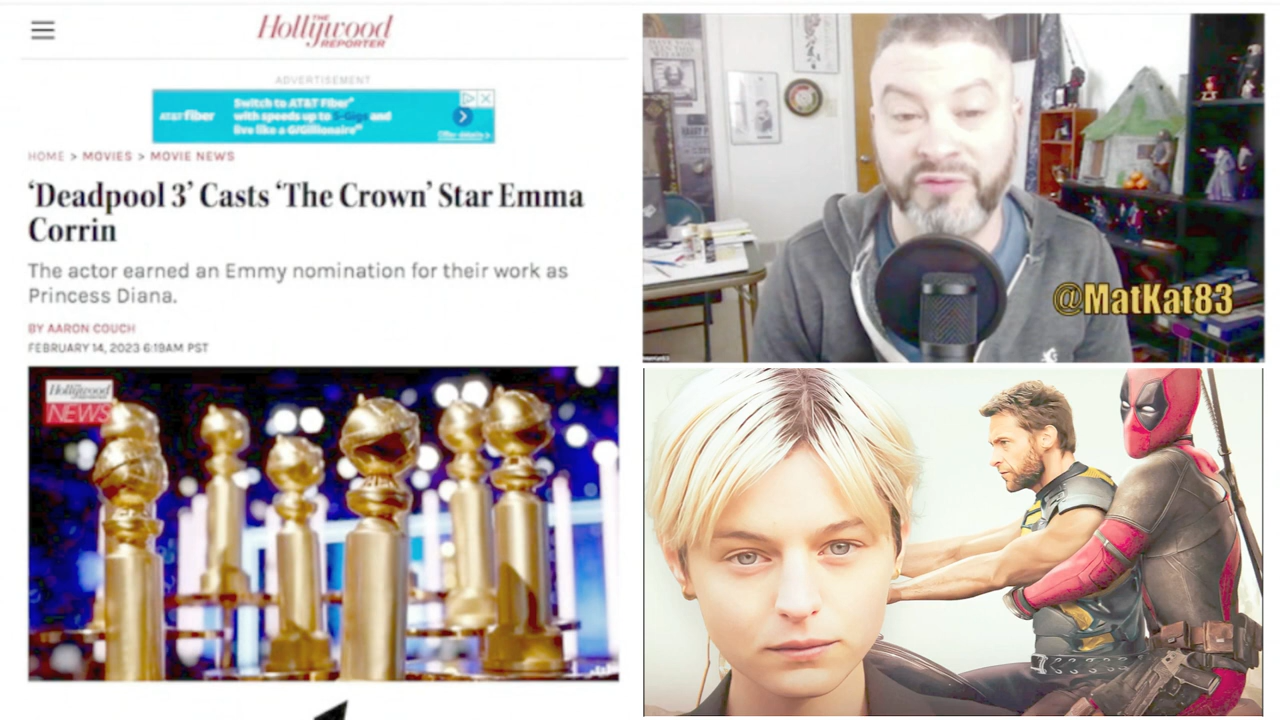 THE
Hollywood
REPORTER
ADVERTISEMENT
AT&T fiber
Switch to AT&T Fiber®
with speeds up to 5-Gigs and
live like a G/Gillionaire℠
Offer details >
HOME > MOVIES > MOVIE NEWS
‘Deadpool 3’ Casts ‘The Crown’ Star Emma
Corrin
The actor earned an Emmy nomination for their work as
Princess Diana.
BY AARON COUCH
FEBRUARY 14, 2023 6:19AM PST
Hollywood
NEWS
@MatKat83